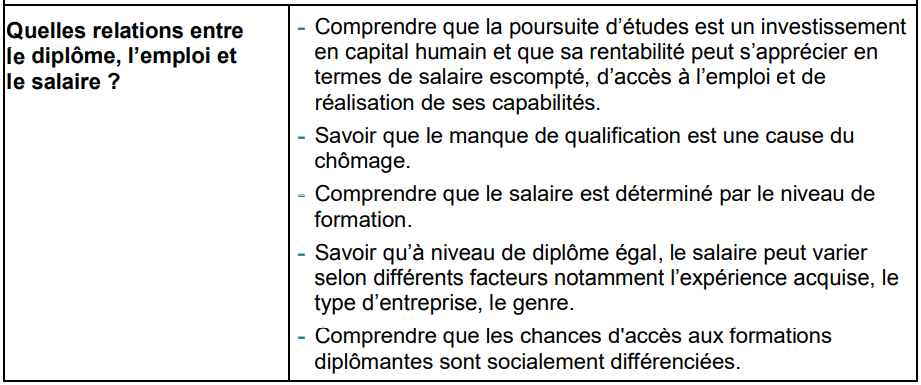 Quelles relations entre
le diplôme, l’emploi et
le salaire ?
- Comprendre que la poursuite d’études est un investissement
en capital humain et que sa rentabilité peut s’apprécier en
termes de salaire escompté, d’accès à l’emploi et de
réalisation de ses capabilités.
- Savoir que le manque de qualification est une cause du
chômage.
- Comprendre que le salaire est déterminé par le niveau de
formation.
- Savoir qu’à niveau de diplôme égal, le salaire peut varier
selon différents facteurs notamment l’expérience acquise, le
type d’entreprise, le genre.
- Comprendre que les chances d'accès aux formations
diplômantes sont socialement différenciées.